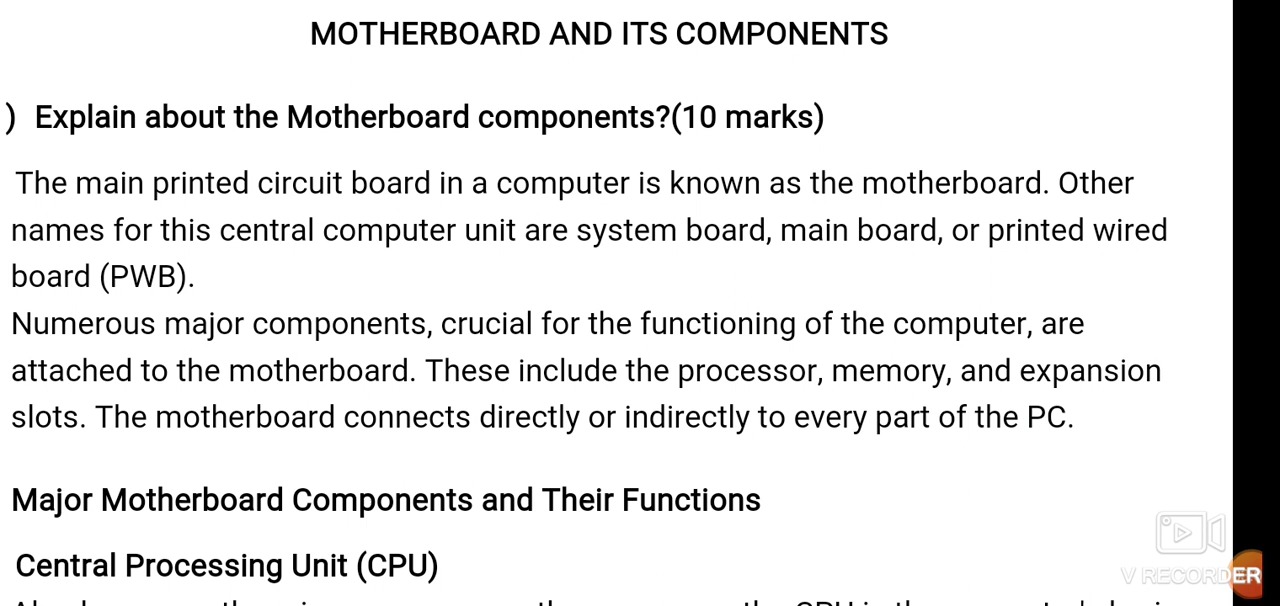 MOTHERBOARD AND ITS COMPONENTS
) Explain about the Motherboard components?(10 marks)
The main printed circuit board in a computer is known as the motherboard. Other
names for this central computer unit are system board, main board, or printed wired
board (PWB).
Numerous major components, crucial for the functioning of the computer, are
attached to the motherboard. These include the processor, memory, and expansion
slots. The motherboard connects directly or indirectly to every part of the PC.
Major Motherboard Components and Their Functions
Central Processing Unit (CPU)
V RECORDER